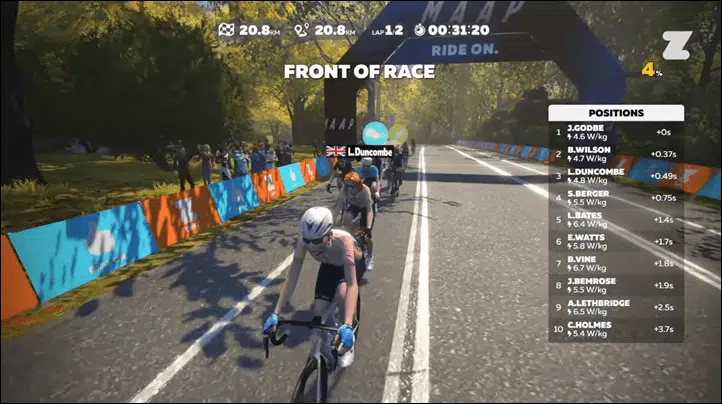 MAAP
20.8KM 20.8KM LAP 1/2 00:31:20
RIDE ON.
FRONT OF RACE
Z
4%
MAAP
L.Duncombe
POSITIONS
1 J.GODBE 4.6 W/kg +0s
2 B.WILSON 4.7 W/kg +0.37s
3 L.DUNCOMBE 4.8 W/kg +0.49s
4 S.BERGER 5.5 W/kg +0.75s
5 L.BATES 6.4 W/kg +1.4s
6 E.WATTS 5.8 W/kg +1.7s
7 B.VINE 6.7 W/kg +1.8s
8 J.BEMROSE 5.5 W/kg +1.9s
9 A.LETHBRIDGE 6.5 W/kg +2.5s
10 C.HOLMES 5.4 W/kg +3.7s